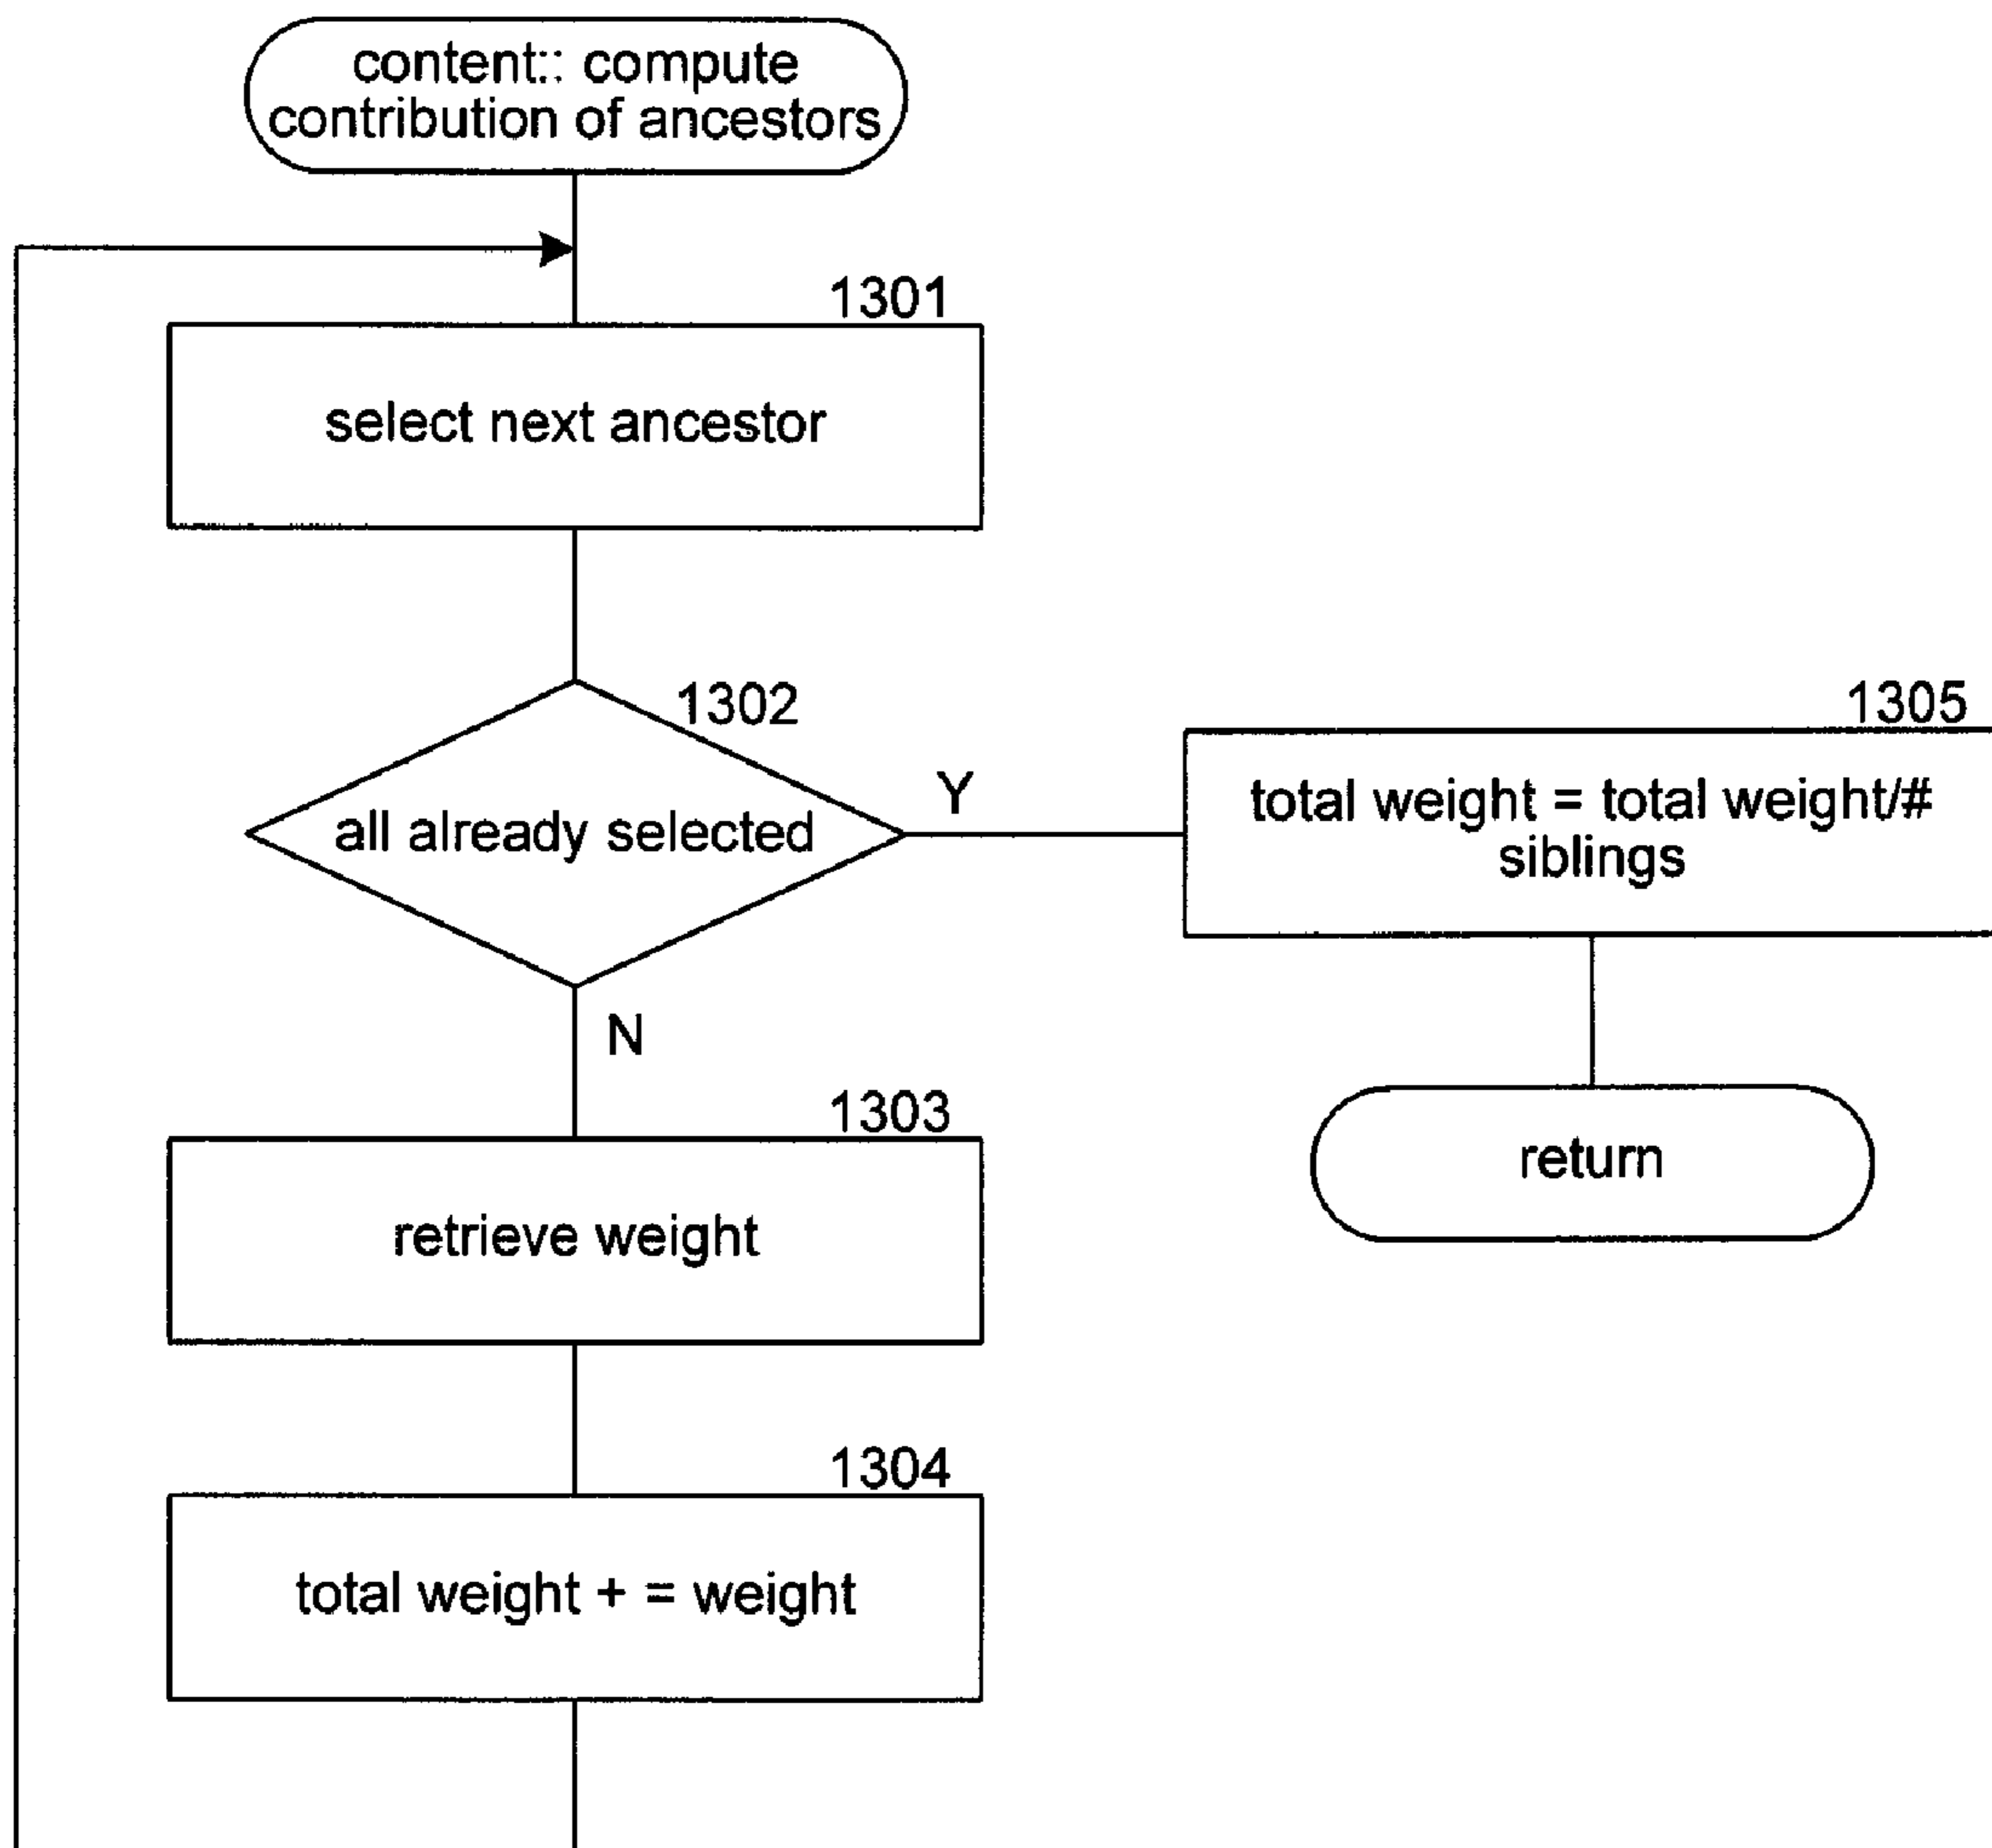 content:: compute
contribution of ancestors
1301
select next ancestor
1302
all already selected
Y
1305
total weight = total weight/#
siblings
N
1303
retrieve weight
return
1304
total weight + = weight